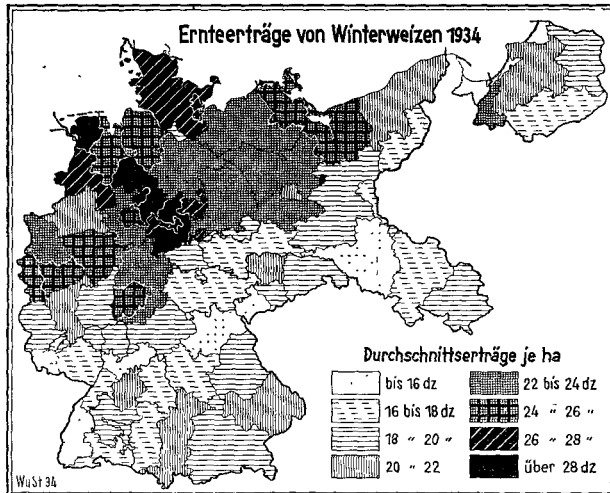 Ernteerträge von Winterweizen 1934
Durchschnittserträge je ha
bis 16 dz
16 bis 18 dz
18 " 20 "
20 " 22
22 bis 24 dz
24 " 26 "
26 " 28 "
über 28 dz
WuSt 34